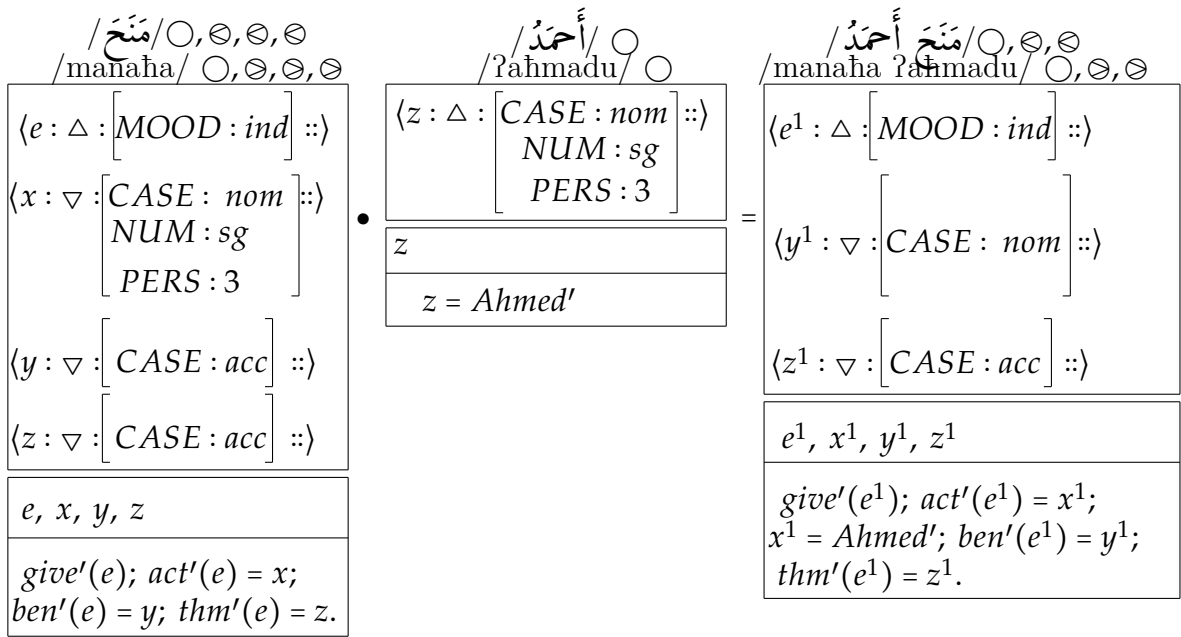 /مَنَحَ/○,⧀,⧀,⧀
/manaħa/ ○,⧁,⧁,⧁
⟨e : △ : [MOOD : ind] ::⟩
⟨x : ▽ : [CASE : nom ::⟩
NUM : sg
PERS : 3]
⟨y : ▽ : [CASE : acc] ::⟩
⟨z : ▽ : [CASE : acc] ::⟩
e, x, y, z
give′(e); act′(e) = x;
ben′(e) = y; thm′(e) = z.
•
/أَحمَدُ/ ○
/ʔaħmadu/ ○
⟨z : △ : [CASE : nom ::⟩
NUM : sg
PERS : 3]
z
z = Ahmed′
=
/مَنَحَ أَحمَدُ/○,⧀,⧀
/manaħa ʔaħmadu/ ○,⧁,⧁
⟨e¹ : △ : [MOOD : ind] ::⟩
⟨y¹ : ▽ : [CASE : nom] ::⟩
⟨z¹ : ▽ : [CASE : acc] ::⟩
e¹, x¹, y¹, z¹
give′(e¹); act′(e¹) = x¹;
x¹ = Ahmed′; ben′(e¹) = y¹;
thm′(e¹) = z¹.